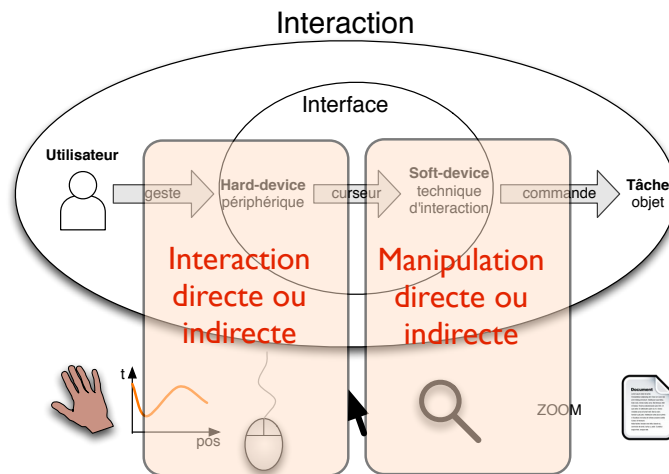 Interaction
Interface
Utilisateur
geste
Hard-device
périphérique
curseur
Soft-device
technique
d'interaction
commande
Tâche
objet
Interaction
directe ou
indirecte
Manipulation
directe ou
indirecte
t
pos
ZOOM
Document